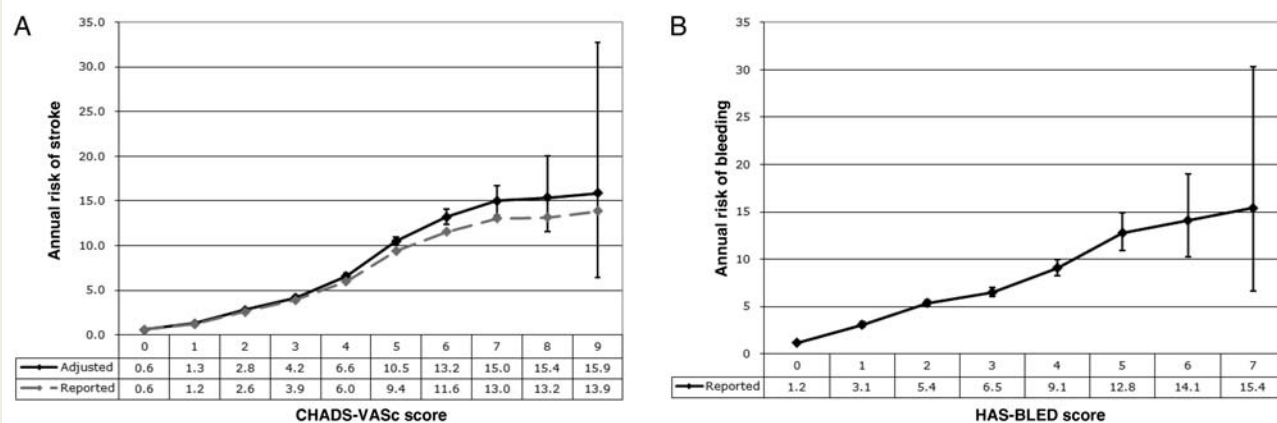 A
Annual risk of stroke
35.0
30.0
25.0
20.0
15.0
10.0
5.0
0.0
0 1 2 3 4 5 6 7 8 9
Adjusted 0.6 1.3 2.8 4.2 6.6 10.5 13.2 15.0 15.4 15.9
Reported 0.6 1.2 2.6 3.9 6.0 9.4 11.6 13.0 13.2 13.9
CHADS-VASc score
B
Annual risk of bleeding
35
30
25
20
15
10
5
0
0 1 2 3 4 5 6 7
Reported 1.2 3.1 5.4 6.5 9.1 12.8 14.1 15.4
HAS-BLED score